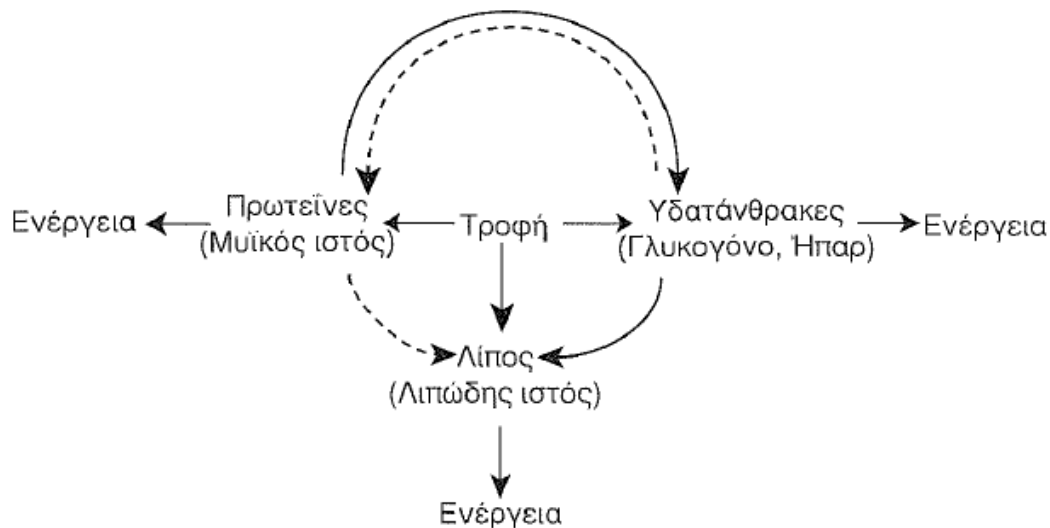 Πρωτεΐνες
(Μυϊκός ιστός)
Ενέργεια
Τροφή
Υδατάνθρακες
(Γλυκογόνο, Ήπαρ)
Ενέργεια
Λίπος
(Λιπώδης ιστός)
Ενέργεια